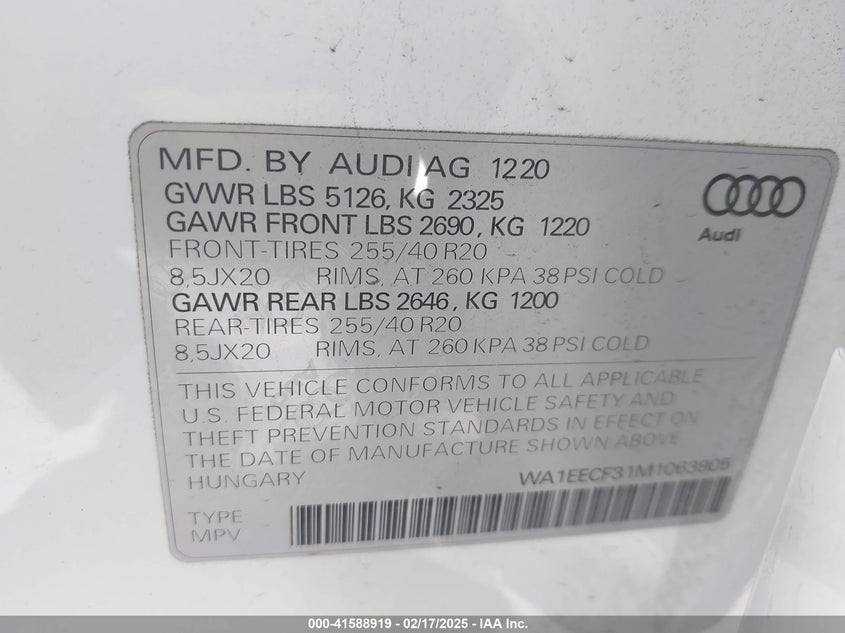 MFD. BY AUDI AG 1220
GVWR LBS 5126, KG 2325
GAWR FRONT LBS 2690, KG 1220
FRONT-TIRES 255/40 R20
8,5JX20 RIMS, AT 260 KPA 38 PSI COLD
GAWR REAR LBS 2646, KG 1200
REAR-TIRES 255/40 R20
8,5JX20 RIMS, AT 260 KPA 38 PSI COLD
Audi
THIS VEHICLE CONFORMS TO ALL APPLICABLE
U.S. FEDERAL MOTOR VEHICLE SAFETY AND
THEFT PREVENTION STANDARDS IN EFFECT ON
THE DATE OF MANUFACTURE SHOWN ABOVE
HUNGARY WA1EECF31M1063905
TYPE
MPV
000-41588919 - 02/17/2025 - IAA Inc.